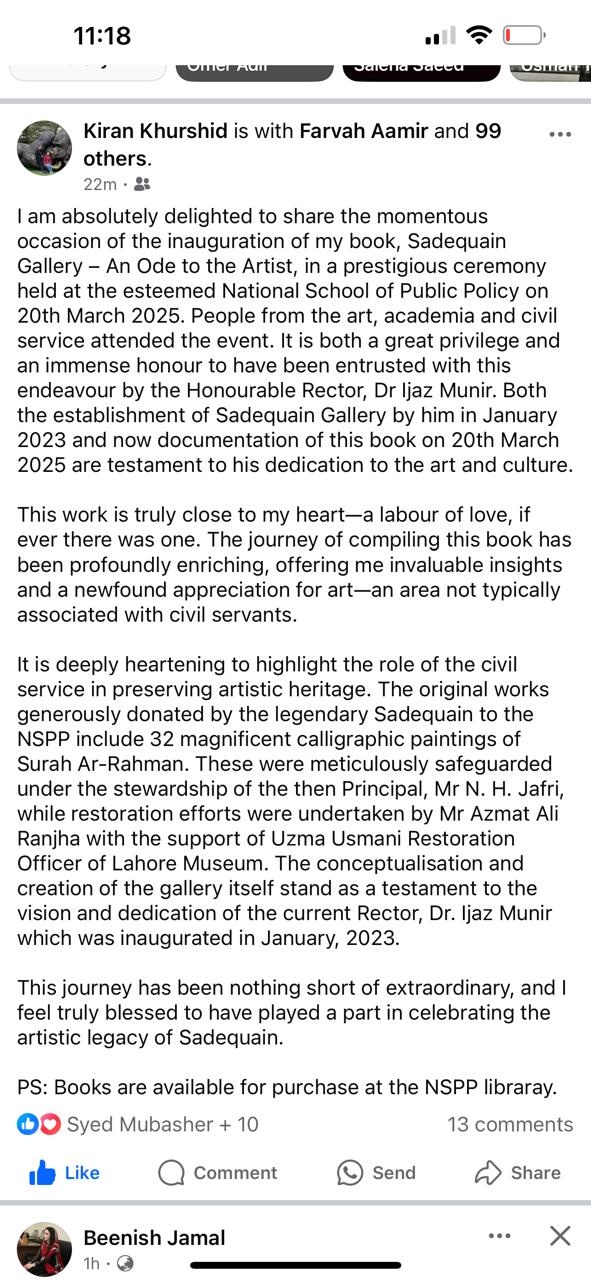 11:18
Omer Adil
Saleha Saeed
Kiran Khurshid is with Farvah Aamir and 99
others.
22m ·
I am absolutely delighted to share the momentous
occasion of the inauguration of my book, Sadequain
Gallery – An Ode to the Artist, in a prestigious ceremony
held at the esteemed National School of Public Policy on
20th March 2025. People from the art, academia and civil
service attended the event. It is both a great privilege and
an immense honour to have been entrusted with this
endeavour by the Honourable Rector, Dr Ijaz Munir. Both
the establishment of Sadequain Gallery by him in January
2023 and now documentation of this book on 20th March
2025 are testament to his dedication to the art and culture.
This work is truly close to my heart—a labour of love, if
ever there was one. The journey of compiling this book has
been profoundly enriching, offering me invaluable insights
and a newfound appreciation for art—an area not typically
associated with civil servants.
It is deeply heartening to highlight the role of the civil
service in preserving artistic heritage. The original works
generously donated by the legendary Sadequain to the
NSPP include 32 magnificent calligraphic paintings of
Surah Ar-Rahman. These were meticulously safeguarded
under the stewardship of the then Principal, Mr N. H. Jafri,
while restoration efforts were undertaken by Mr Azmat Ali
Ranjha with the support of Uzma Usmani Restoration
Officer of Lahore Museum. The conceptualisation and
creation of the gallery itself stand as a testament to the
vision and dedication of the current Rector, Dr. Ijaz Munir
which was inaugurated in January, 2023.
This journey has been nothing short of extraordinary, and I
feel truly blessed to have played a part in celebrating the
artistic legacy of Sadequain.
PS: Books are available for purchase at the NSPP libraray.
Syed Mubasher + 10
13 comments
Like
Comment
Send
Share
Beenish Jamal
1h ·